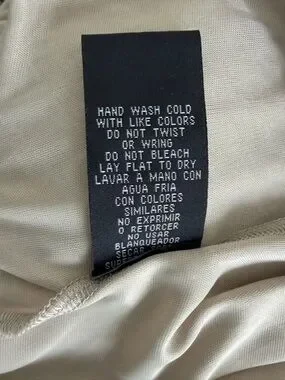 HAND WASH COLD
WITH LIKE COLORS
DO NOT TWIST
OR WRING
DO NOT BLEACH
LAY FLAT TO DRY
LAVAR A MANO CON
AGUA FRIA
CON COLORES
SIMILARES
NO EXPRIMIR
O RETORCER
NO USAR
BLANQUEADOR
SECAR